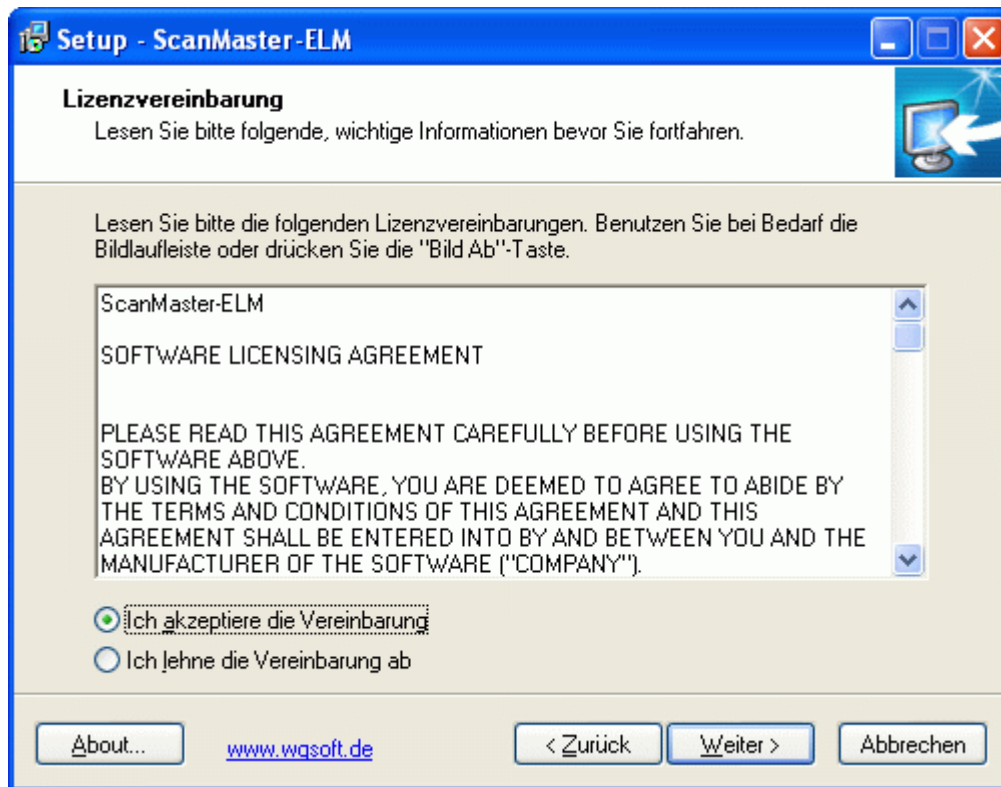 Setup - ScanMaster-ELM
Lizenzvereinbarung
Lesen Sie bitte folgende, wichtige Informationen bevor Sie fortfahren.
Lesen Sie bitte die folgenden Lizenzvereinbarungen. Benutzen Sie bei Bedarf die
Bildlaufleiste oder drücken Sie die "Bild Ab"-Taste.
ScanMaster-ELM
SOFTWARE LICENSING AGREEMENT
PLEASE READ THIS AGREEMENT CAREFULLY BEFORE USING THE
SOFTWARE ABOVE.
BY USING THE SOFTWARE, YOU ARE DEEMED TO AGREE TO ABIDE BY
THE TERMS AND CONDITIONS OF THIS AGREEMENT AND THIS
AGREEMENT SHALL BE ENTERED INTO BY AND BETWEEN YOU AND THE
MANUFACTURER OF THE SOFTWARE ("COMPANY").
Ich akzeptiere die Vereinbarung
Ich lehne die Vereinbarung ab
About... www.wgsoft.de < Zurück Weiter > Abbrechen